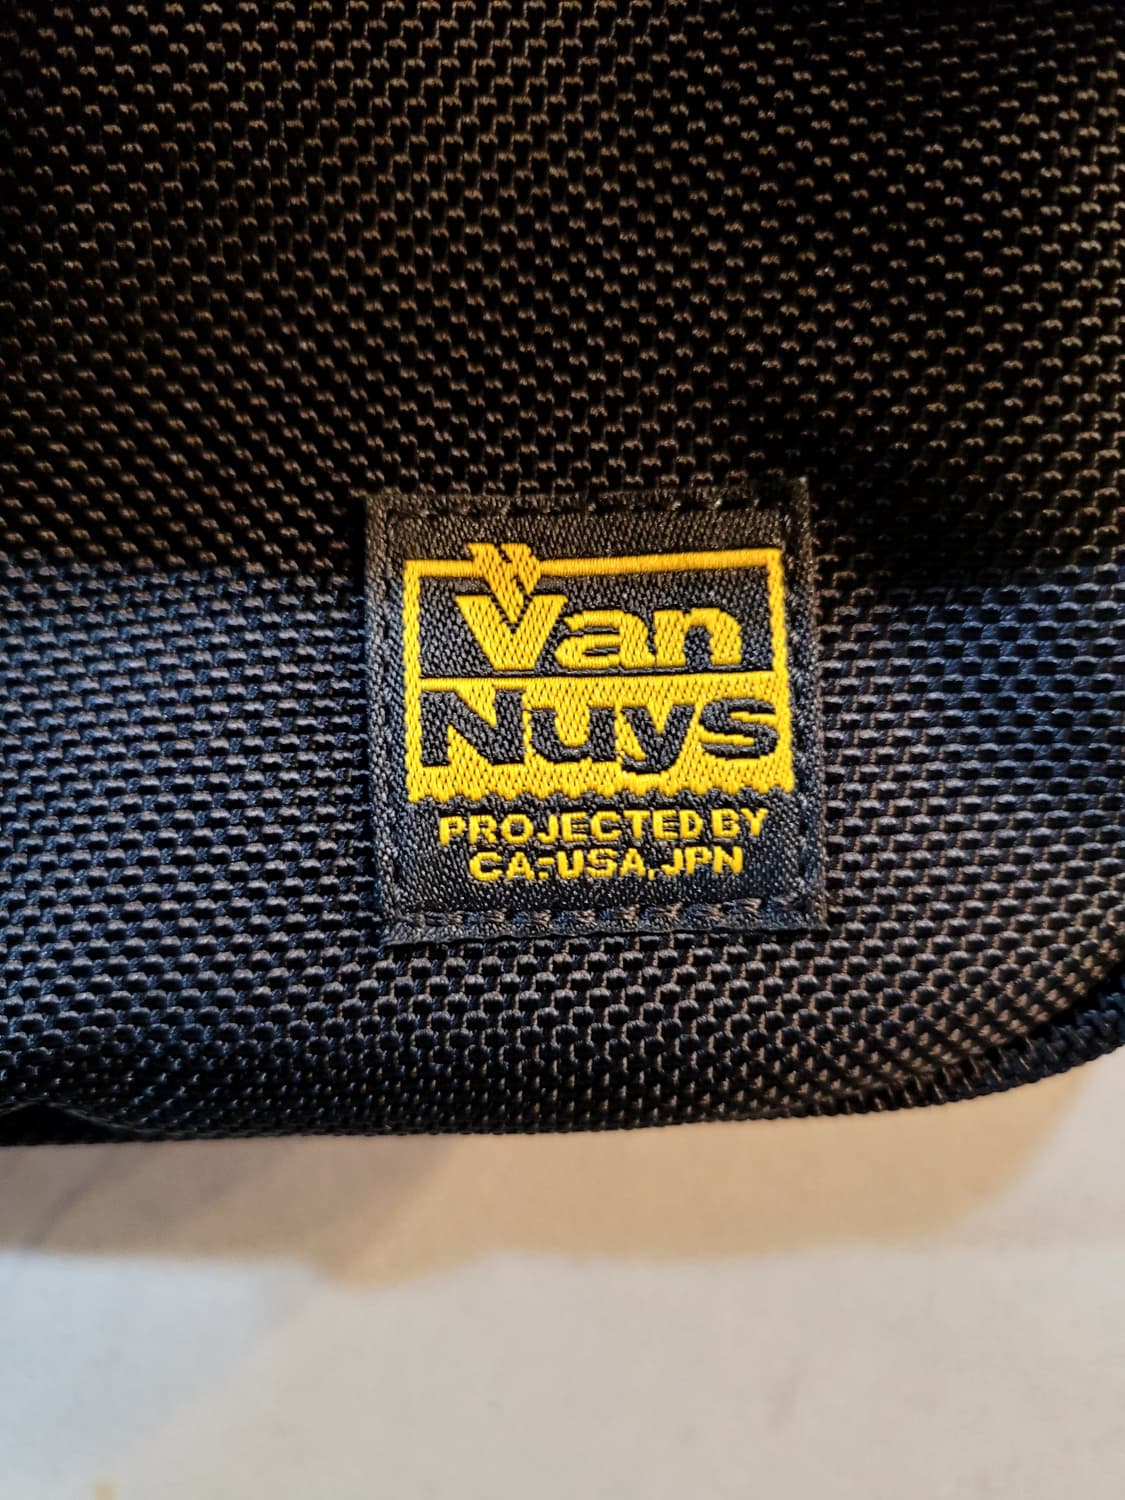 Van
Nuys
PROJECTED BY
CA:USA,JPN